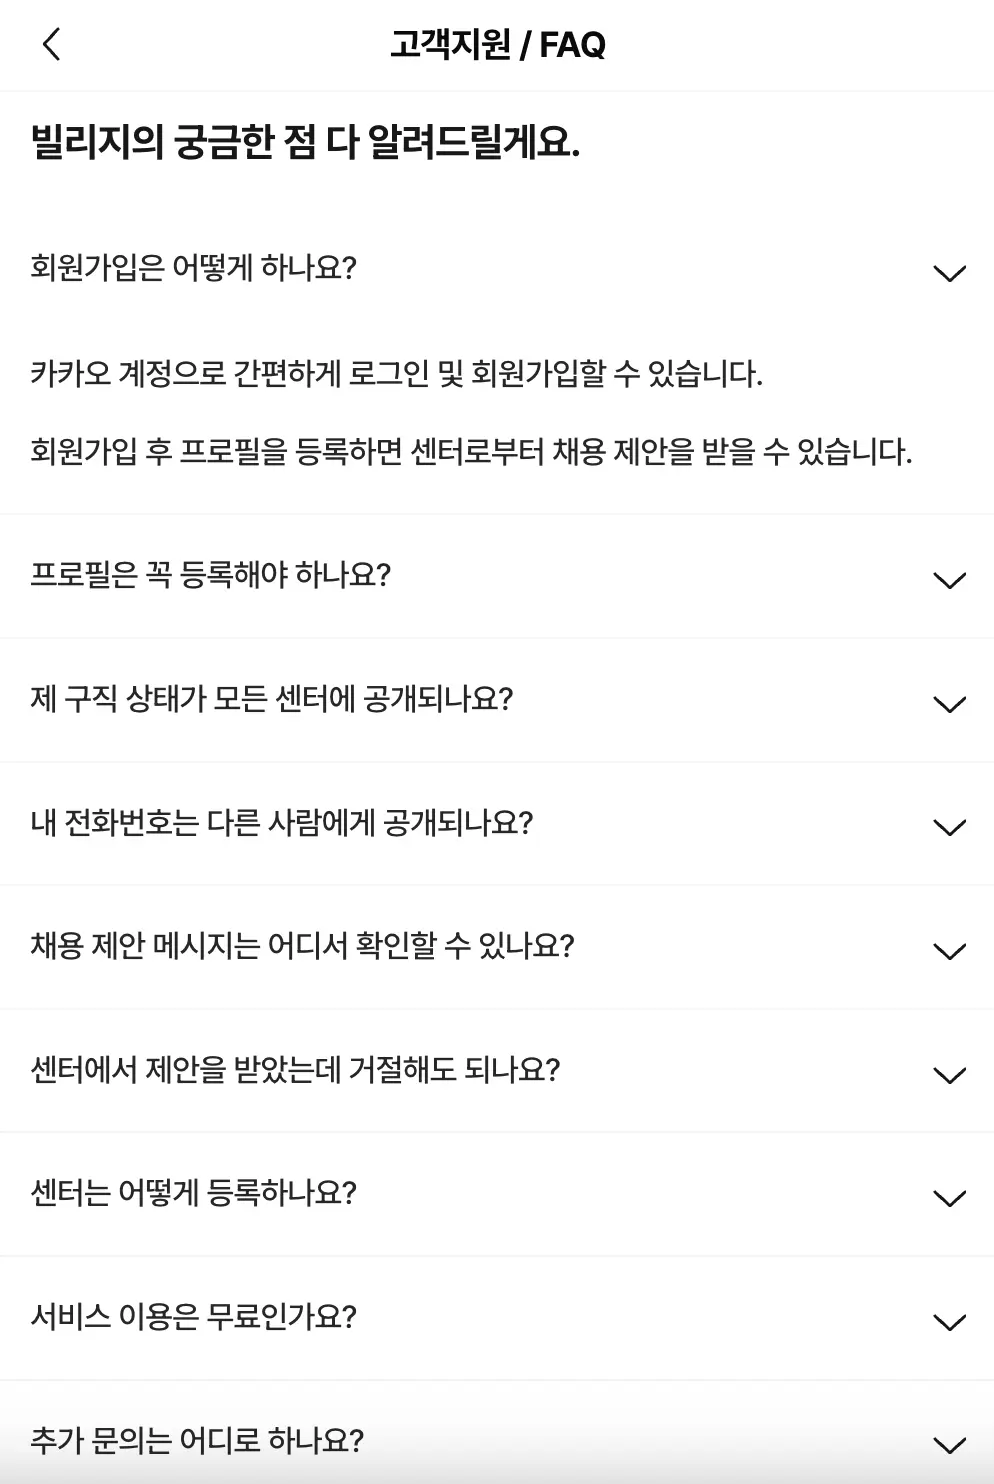 고객지원 / FAQ
빌리지의 궁금한 점 다 알려드릴게요.
회원가입은 어떻게 하나요?
카카오 계정으로 간편하게 로그인 및 회원가입할 수 있습니다.
회원가입 후 프로필을 등록하면 센터로부터 채용 제안을 받을 수 있습니다.
프로필은 꼭 등록해야 하나요?
제 구직 상태가 모든 센터에 공개되나요?
내 전화번호는 다른 사람에게 공개되나요?
채용 제안 메시지는 어디서 확인할 수 있나요?
센터에서 제안을 받았는데 거절해도 되나요?
센터는 어떻게 등록하나요?
서비스 이용은 무료인가요?
추가 문의는 어디로 하나요?